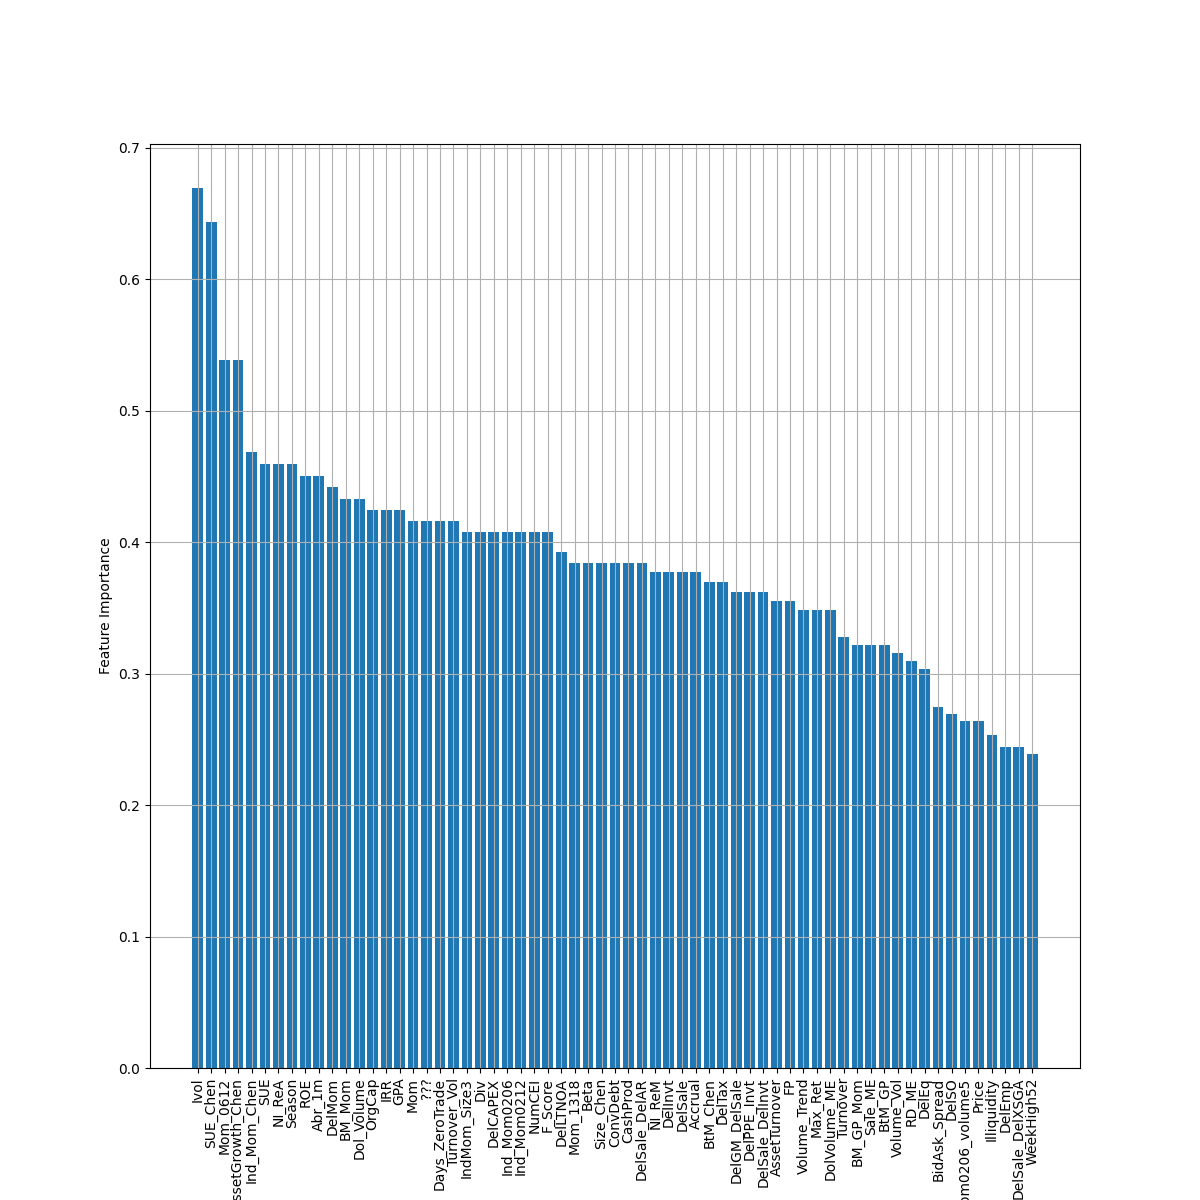 0.7
0.6
0.5
0.4
0.3
0.2
0.1
0.0
Feature Importance
Ivol
SUE_Chen
Mom_0612
ssetGrowth_Chen
Ind_Mom_Chen
SUE
NI_ReA
Season
ROE
Abr_1m
DelMom
BM_Mom
Dol_Volume
OrgCap
IRR
GPA
Mom
???
Days_ZeroTrade
Turnover_Vol
IndMom_Size3
Div
DelCAPEX
Ind_Mom0206
Ind_Mom0212
NumCEI
F_Score
DelLTNOA
Mom_1318
Beta
Size_Chen
ConvDebt
CashProd
DelSale_DelAR
NI_ReM
DelInvt
DelSale
Accrual
BtM_Chen
DelTax
DelGM_DelSale
DelPPE_Invt
DelSale_DelInvt
AssetTurnover
FP
Volume_Trend
Max_Ret
DolVolume_ME
Turnover
BM_GP_Mom
Sale_ME
BtM_GP
Volume_Vol
RD_ME
DelEq
BidAsk_Spread
DelSO
om0206_volume5
Price
Illiquidity
DelEmp
DelSale_DelXSGA
WeekHigh52